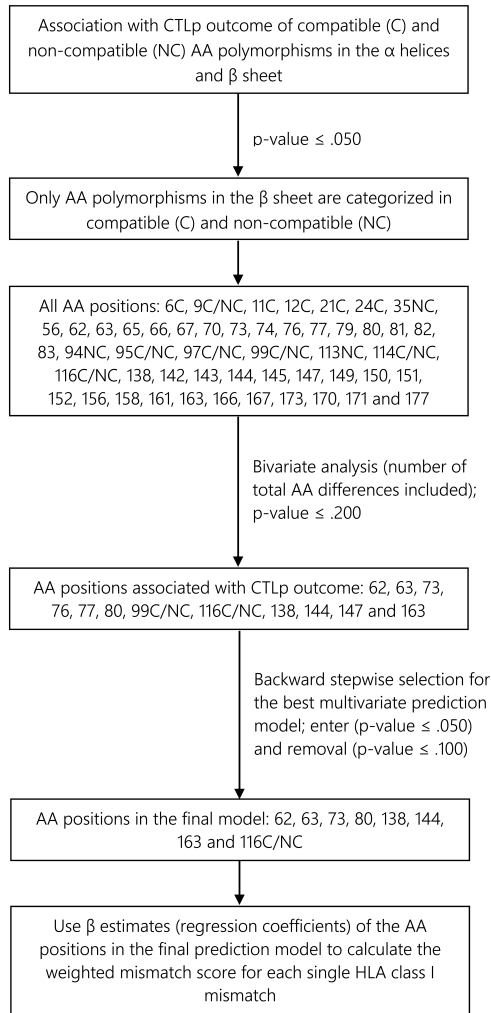 Association with CTLp outcome of compatible (C) and
non-compatible (NC) AA polymorphisms in the α helices
and β sheet
p-value ≤ .050
Only AA polymorphisms in the β sheet are categorized in
compatible (C) and non-compatible (NC)
All AA positions: 6C, 9C/NC, 11C, 12C, 21C, 24C, 35NC,
56, 62, 63, 65, 66, 67, 70, 73, 74, 76, 77, 79, 80, 81, 82,
83, 94NC, 95C/NC, 97C/NC, 99C/NC, 113NC, 114C/NC,
116C/NC, 138, 142, 143, 144, 145, 147, 149, 150, 151,
152, 156, 158, 161, 163, 166, 167, 173, 170, 171 and 177
Bivariate analysis (number of
total AA differences included);
p-value ≤ .200
AA positions associated with CTLp outcome: 62, 63, 73,
76, 77, 80, 99C/NC, 116C/NC, 138, 144, 147 and 163
Backward stepwise selection for
the best multivariate prediction
model; enter (p-value ≤ .050)
and removal (p-value ≤ .100)
AA positions in the final model: 62, 63, 73, 80, 138, 144,
163 and 116C/NC
Use β estimates (regression coefficients) of the AA
positions in the final prediction model to calculate the
weighted mismatch score for each single HLA class I
mismatch